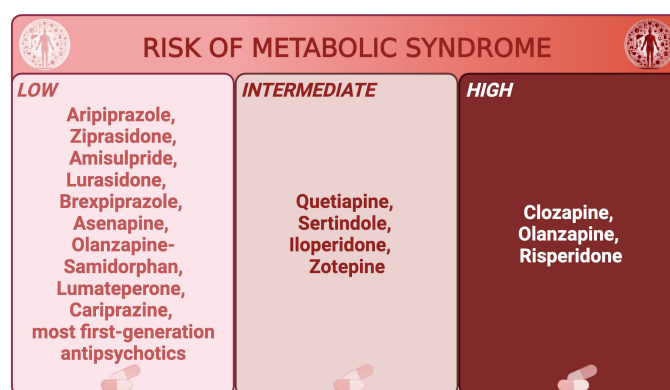 RISK OF METABOLIC SYNDROME
LOW
Aripiprazole,
Ziprasidone,
Amisulpride,
Lurasidone,
Brexpiprazole,
Asenapine,
Olanzapine-
Samidorphan,
Lumateperone,
Cariprazine,
most first-generation
antipsychotics
INTERMEDIATE
Quetiapine,
Sertindole,
Iloperidone,
Zotepine
HIGH
Clozapine,
Olanzapine,
Risperidone